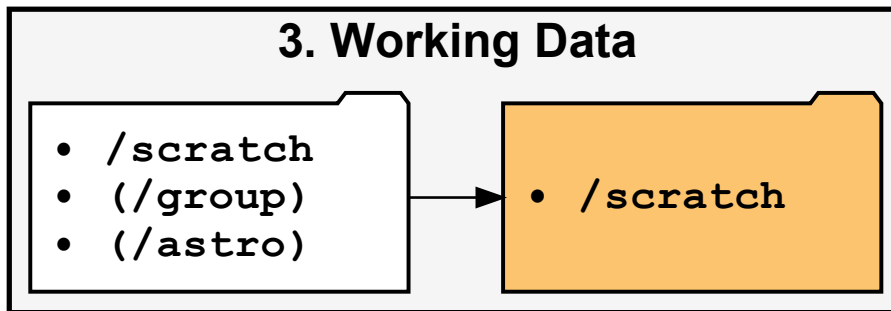 3. Working Data
• /scratch
• (/group)
• (/astro)
• /scratch